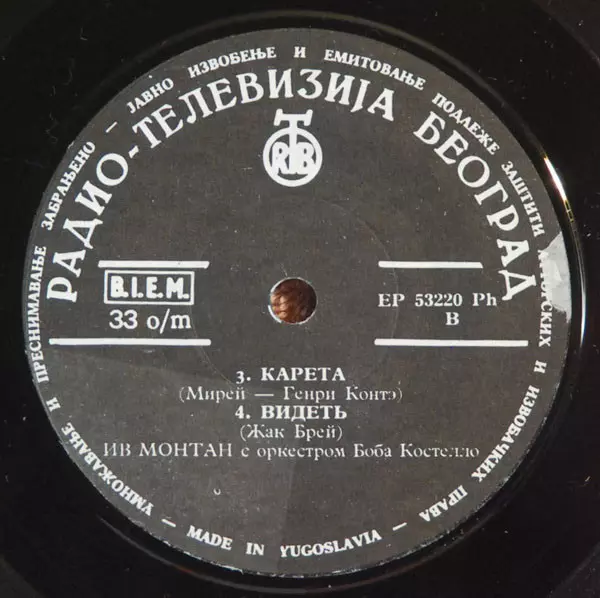 УМНОЖАВАЊЕ И ПРЕСНИМАВАЊЕ ЗАБРАЊЕНО — ЈАВНО ИЗВОЂЕЊЕ И ЕМИТОВАЊЕ ПОДЛЕЖЕ ЗАШТИТИ АУТОРСКИХ И ИЗВОЂАЧКИХ ПРАВА
РАДИО-ТЕЛЕВИЗИЈА БЕОГРАД
RTB
B.I.E.M.
33 o/m
EP 53220 Ph
B
3. КАРЕТА
(Мирей — Генри Контэ)
4. ВИДЕТЬ
(Жак Брей)
ИВ МОНТАН с оркестром Боба Костелло
— MADE IN YUGOSLAVIA —